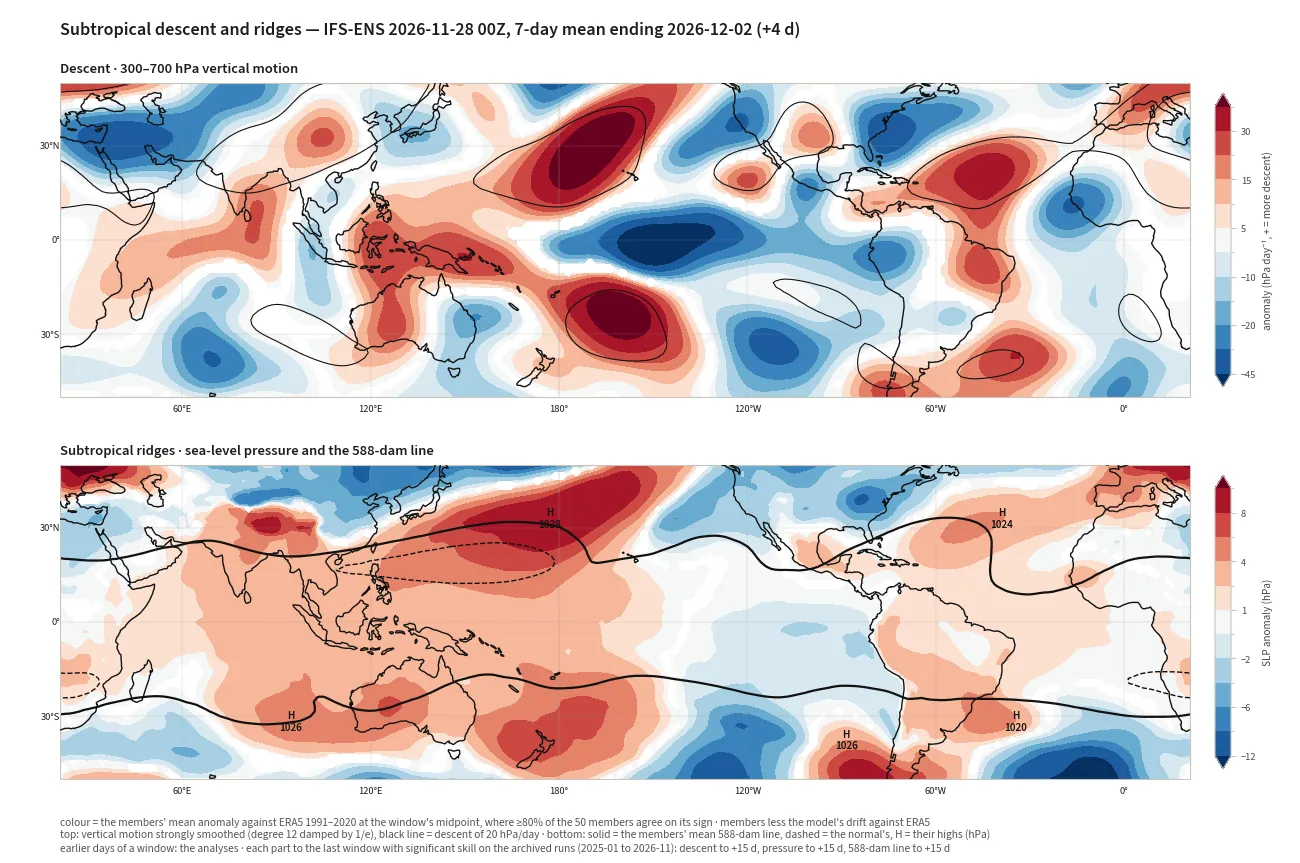 Subtropical descent and ridges — IFS-ENS 2026-11-28 00Z, 7-day mean ending 2026-12-02 (+4 d)
Descent · 300–700 hPa vertical motion
30°N
0°
30°S
60°E
120°E
180°
120°W
60°W
0°
30
15
5
−10
−20
−45
anomaly (hPa day⁻¹, + = more descent)
Subtropical ridges · sea-level pressure and the 588-dam line
30°N
0°
30°S
H
1028
H
1024
H
1026
H
1026
H
1020
60°E
120°E
180°
120°W
60°W
0°
8
4
1
−2
−6
−12
SLP anomaly (hPa)
colour = the members' mean anomaly against ERA5 1991–2020 at the window's midpoint, where ≥80% of the 50 members agree on its sign · members less the model's drift against ERA5
top: vertical motion strongly smoothed (degree 12 damped by 1/e), black line = descent of 20 hPa/day · bottom: solid = the members' mean 588-dam line, dashed = the normal's, H = their highs (hPa)
earlier days of a window: the analyses · each part to the last window with significant skill on the archived runs (2025-01 to 2026-11): descent to +15 d, pressure to +15 d, 588-dam line to +15 d